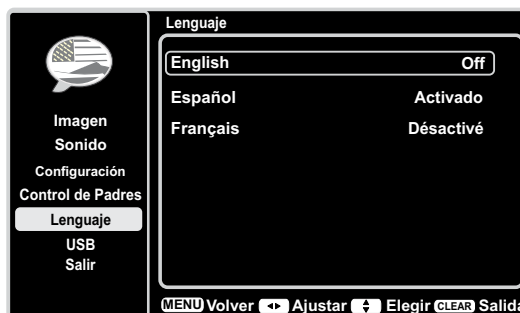 Lenguaje
English Off
Español Activado
Français Désactivé
Imagen
Sonido
Configuración
Control de Padres
Lenguaje
USB
Salir
MENU Volver Ajustar Elegir CLEAR Salida